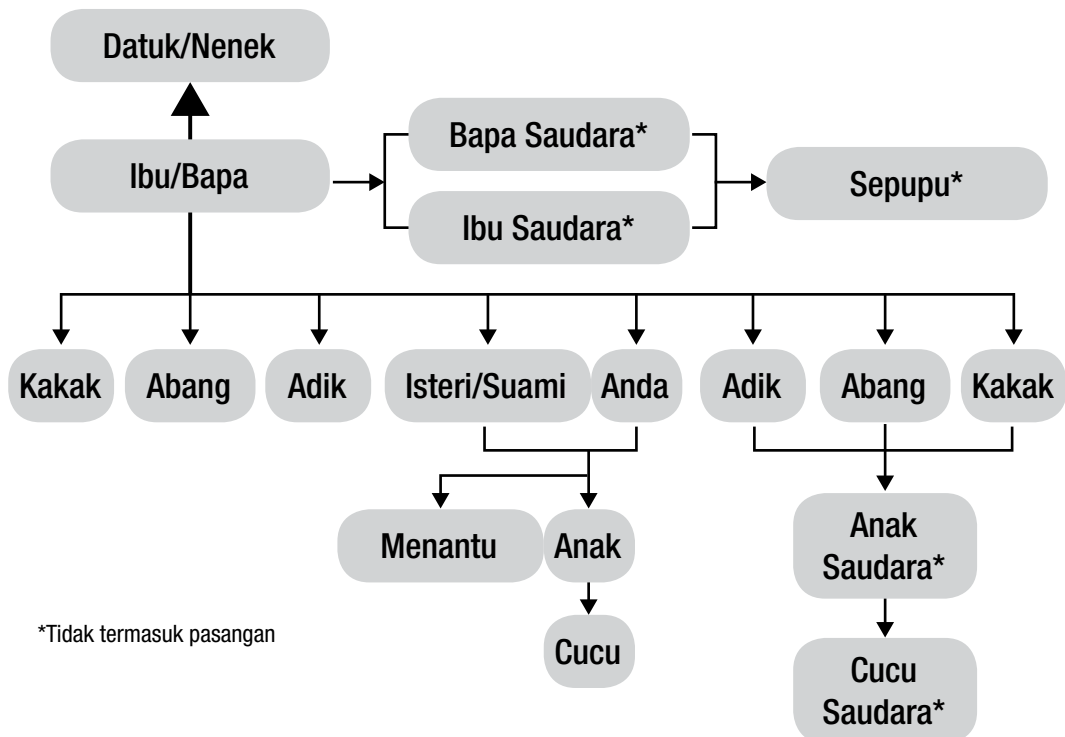 Datuk/Nenek
Ibu/Bapa
Bapa Saudara*
Ibu Saudara*
Sepupu*
Kakak
Abang
Adik
Isteri/Suami
Anda
Adik
Abang
Kakak
Menantu
Anak
Anak
Saudara*
Cucu
Cucu
Saudara*
*Tidak termasuk pasangan